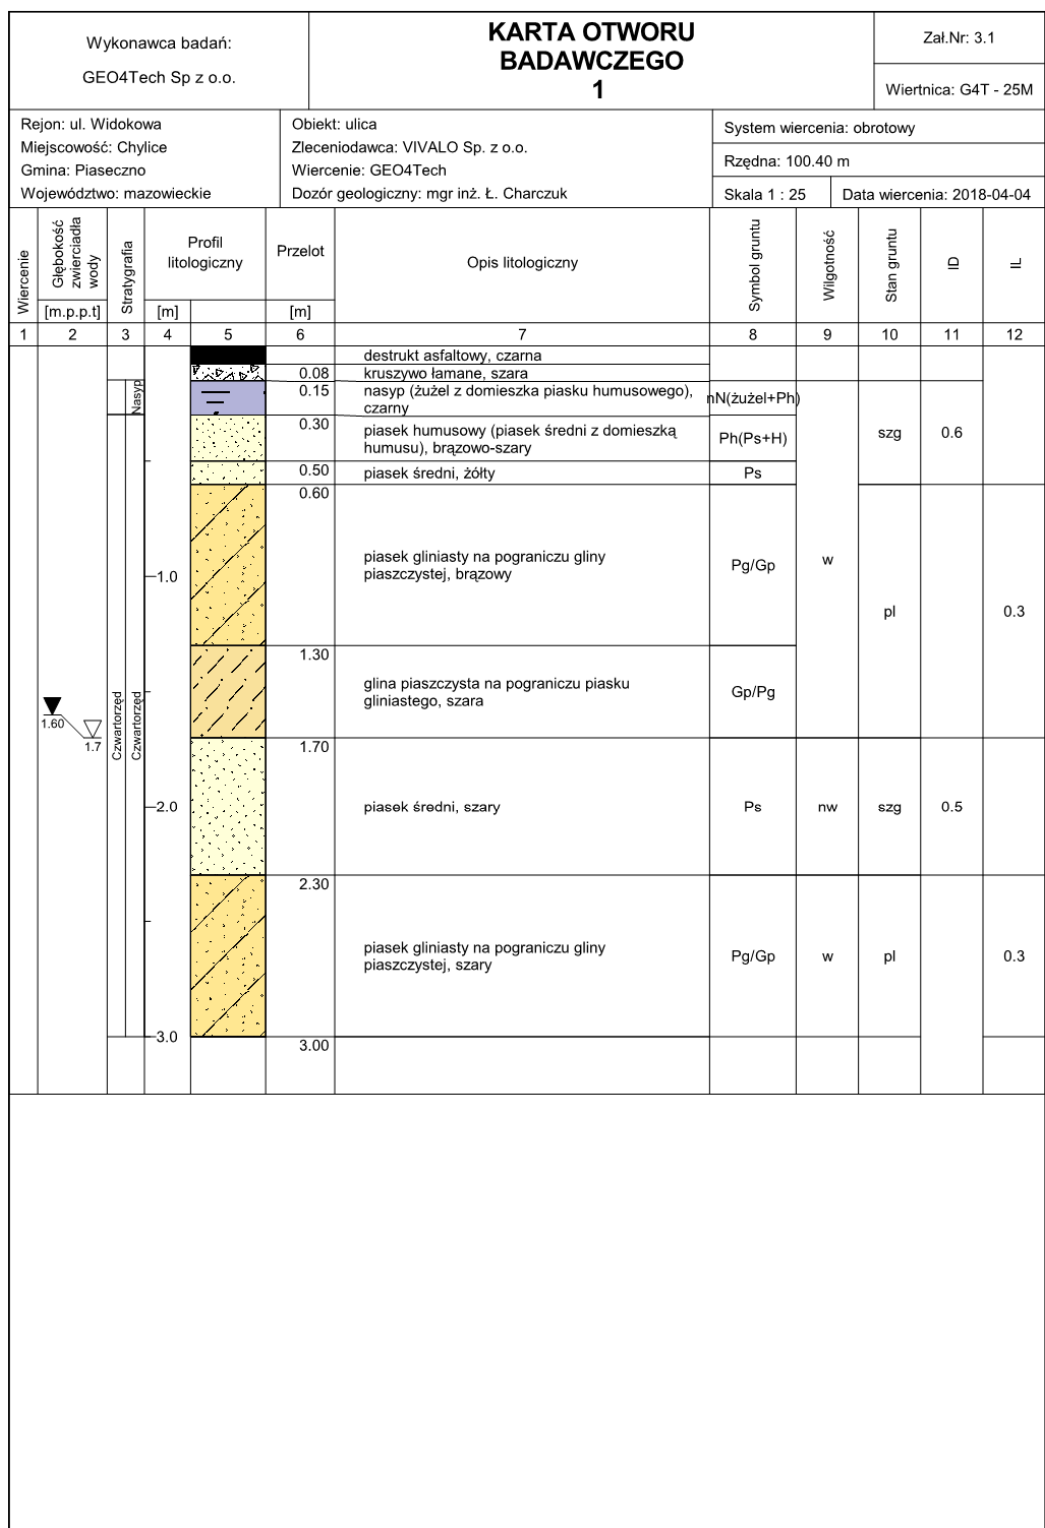 Wykonawca badań:
GEO4Tech Sp z o.o.
KARTA OTWORU
BADAWCZEGO
1
Zał.Nr: 3.1
Wiertnica: G4T - 25M
Rejon: ul. Widokowa
Miejscowość: Chylice
Gmina: Piaseczno
Województwo: mazowieckie
Obiekt: ulica
Zleceniodawca: VIVALO Sp. z o.o.
Wiercenie: GEO4Tech
Dozór geologiczny: mgr inż. Ł. Charczuk
System wiercenia: obrotowy
Rzędna: 100.40 m
Skala 1 : 25
Data wiercenia: 2018-04-04
Wiercenie
Głębokość
zwierciadła
wody
[m.p.p.t]
Stratygrafia
Profil
litologiczny
[m]
Przelot
[m]
Opis litologiczny
Symbol gruntu
Wilgotność
Stan gruntu
ID
IL
1 2 3 4 5 6 7 8 9 10 11 12
destrukt asfaltowy, czarna
0.08 kruszywo łamane, szara
Nasyp
0.15 nasyp (żużel z domieszka piasku humusowego),
czarny
nN(żużel+Ph)
0.30 piasek humusowy (piasek średni z domieszką
humusu), brązowo-szary
Ph(Ps+H)
szg 0.6
0.50 piasek średni, żółty Ps
0.60
piasek gliniasty na pograniczu gliny
piaszczystej, brązowy
Pg/Gp w
1.0
pl 0.3
1.30
glina piaszczysta na pograniczu piasku
gliniastego, szara
Gp/Pg
1.60
1.7
Czwartorzęd
Czwartorzęd
1.70
2.0 piasek średni, szary Ps nw szg 0.5
2.30
piasek gliniasty na pograniczu gliny
piaszczystej, szary
Pg/Gp w pl 0.3
3.0
3.00